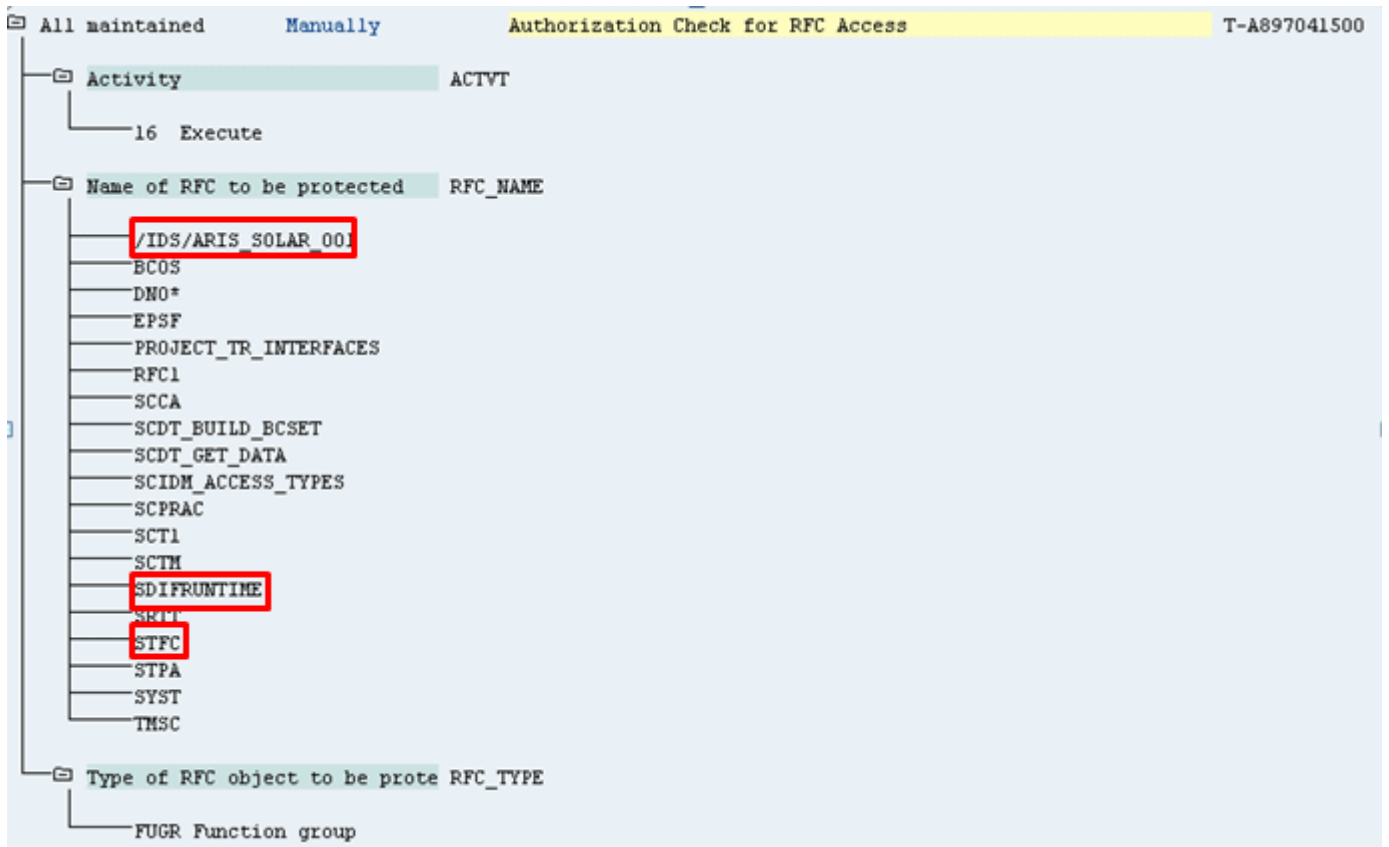 All maintained Manually Authorization Check for RFC Access T-A897041500
Activity ACTVT
16 Execute
Name of RFC to be protected RFC_NAME
/IDS/ARIS_SOLAR_001
BCOS
DNO*
EPSF
PROJECT_TR_INTERFACES
RFC1
SCCA
SCDT_BUILD_BCSET
SCDT_GET_DATA
SCIDM_ACCESS_TYPES
SCPRAC
SCT1
SCTM
SDIFRUNTIME
SRTT
STFC
STPA
SYST
TMSC
Type of RFC object to be prote RFC_TYPE
FUGR Function group